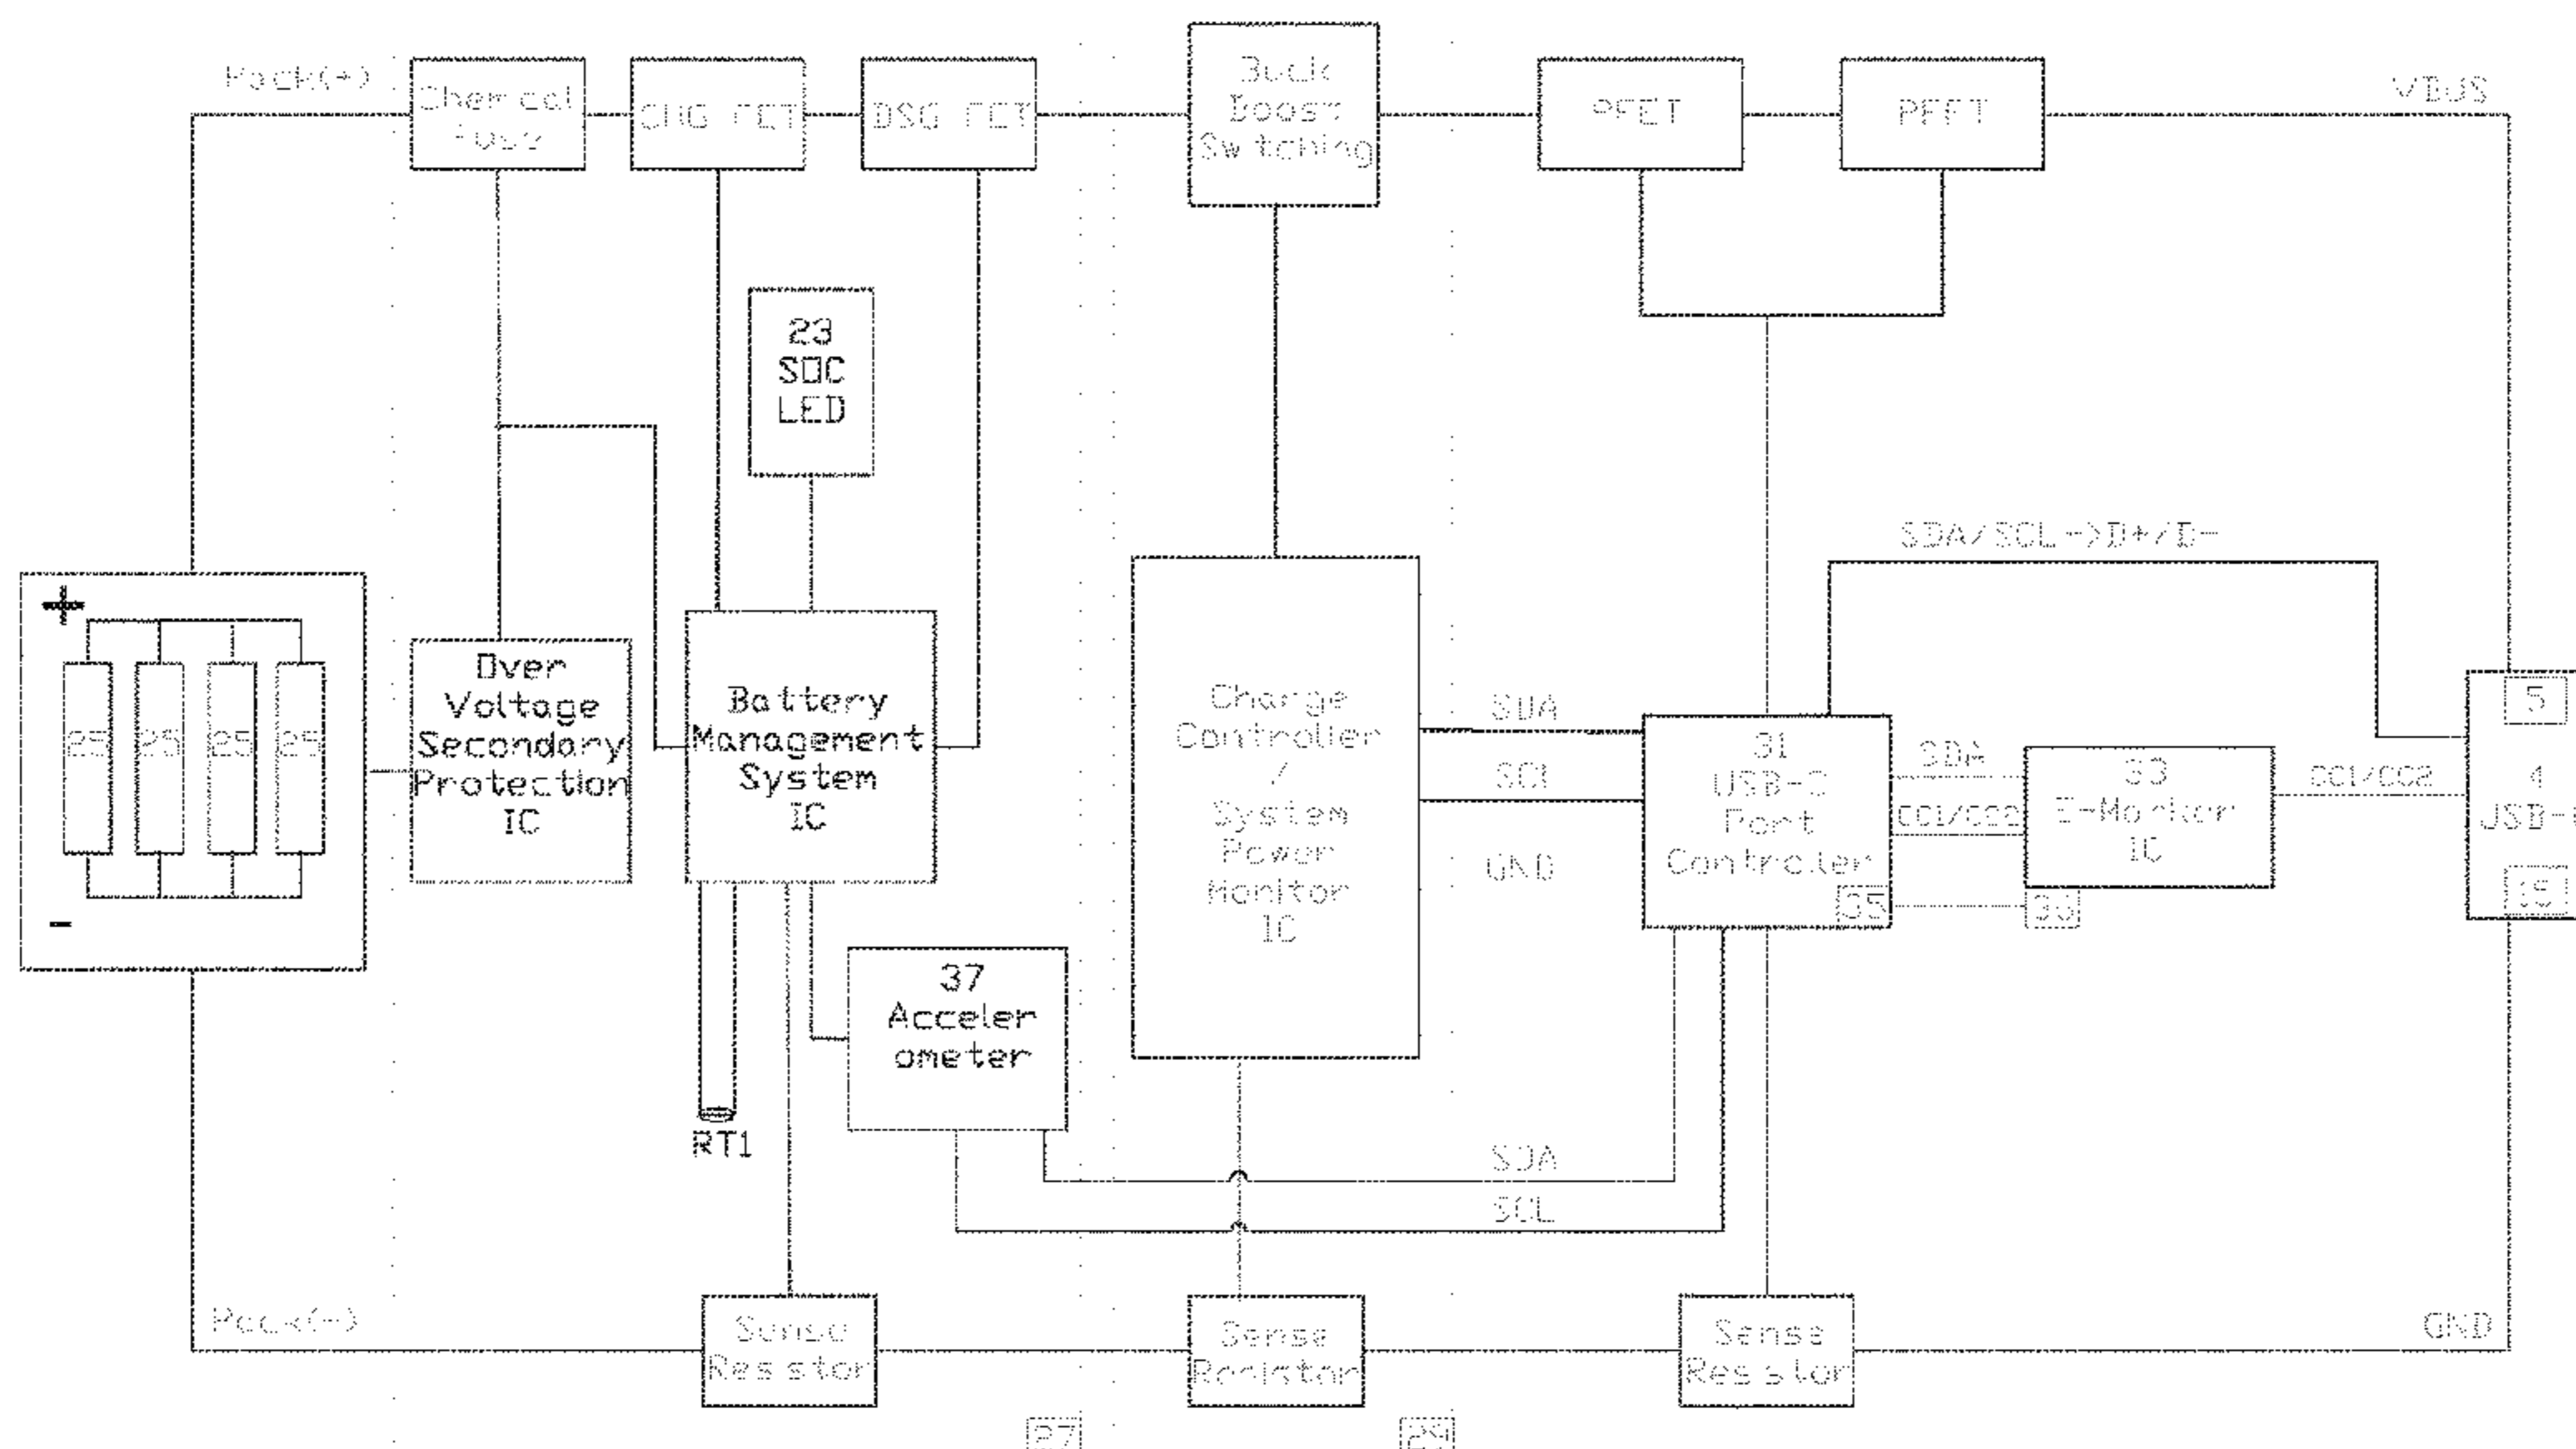 Pack(+)
Chemical
Fuse
CHG FET
DSG FET
Buck
Boost
Switching
PFET
PFET
VBUS
23
SOC
LED
SDA/SCL->D+/D-
+
25 25 25 25
-
Over
Voltage
Secondary
Protection
IC
Battery
Management
System
IC
Charge
Controller
/
System
Power
Monitor
IC
SDA
SCL
GND
31
USB-C
Port
Controller
35
SDA
CC1/CC2
33
E-Marker
IC
CC1/CC2
5
4
15
37
Acceler
ometer
RT1
SDA
SCL
Pack(-)
Sense
Resistor
Sense
Resistor
Sense
Resistor
GND
27
29